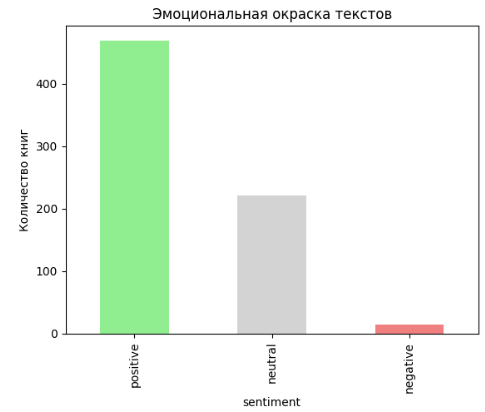 Эмоциональная окраска текстов
Количество книг
400
300
200
100
0
positive
neutral
negative
sentiment